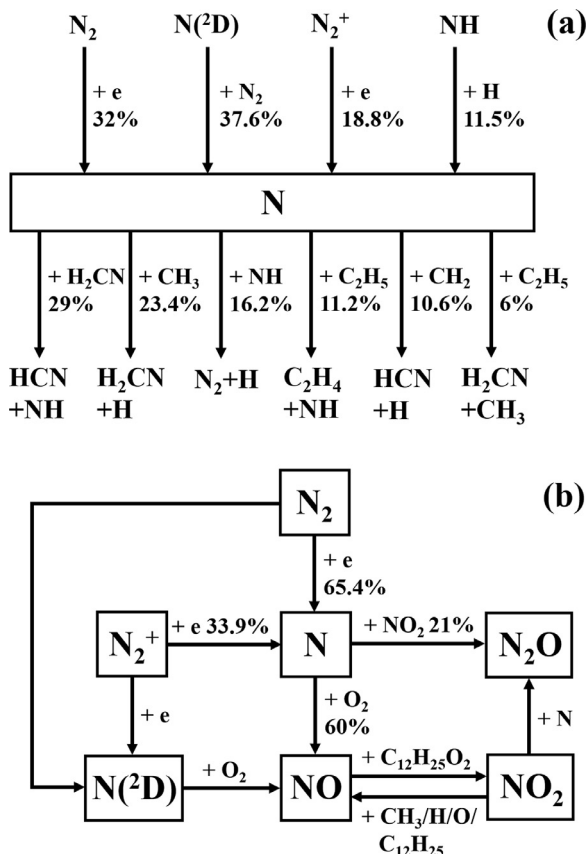 N₂ N(²D) N₂⁺ NH (a)
+ e + N₂ + e + H
32% 37.6% 18.8% 11.5%
N
+ H₂CN + CH₃ + NH + C₂H₅ + CH₂ + C₂H₅
29% 23.4% 16.2% 11.2% 10.6% 6%
HCN H₂CN N₂+H C₂H₄ HCN H₂CN
+NH +H +NH +H +CH₃
N₂ (b)
+ e
65.4%
N₂⁺ + e 33.9% N + NO₂ 21% N₂O
+ e + O₂ + N
60%
N(²D) + O₂ NO + C₁₂H₂₅O₂ NO₂
+ CH₃/H/O/
C₁₂H₂₅